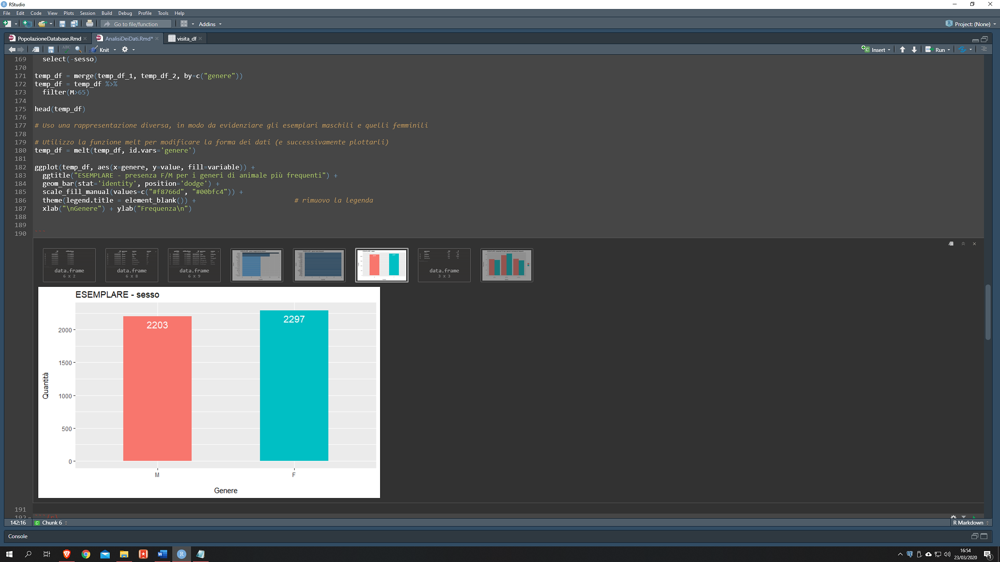 RStudio
File Edit Code View Plots Session Build Debug Profile Tools Help
Go to file/function Addins Project: (None)
PopolazioneDatabase.Rmd AnalisiDeiDati.Rmd* visita_df
ABC Knit Insert Run
169 select(-sesso)
170
171 temp_df = merge(temp_df_1, temp_df_2, by=c("genere"))
172 temp_df = temp_df %>%
173 filter(M>65)
174
175 head(temp_df)
176
177 # Uso una rappresentazione diversa, in modo da evidenziare gli esemplari maschili e quelli femminili
178
179 # Utilizzo la funzione melt per modificare la forma dei dati (e successivamente plottarli)
180 temp_df = melt(temp_df, id.vars='genere')
181
182 ggplot(temp_df, aes(x=genere, y=value, fill=variable)) +
183 ggtitle("ESEMPLARE - presenza F/M per i generi di animale più frequenti") +
184 geom_bar(stat='identity', position='dodge') +
185 scale_fill_manual(values=c("#f8766d", "#00bfc4")) +
186 theme(legend.title = element_blank()) + # rimuovo la legenda
187 xlab("\nGenere") + ylab("Frequenza\n")
188
189
190 ```
data.frame data.frame data.frame data.frame
6 x 2 6 x 8 6 x 9 3 x 3
ESEMPLARE - sesso
2203
2297
2000
1500
1000
500
0
Quantità
M F
Genere
191
192 ```{r}
142:16 Chunk 6 R Markdown
Console
16:54
23/03/2020